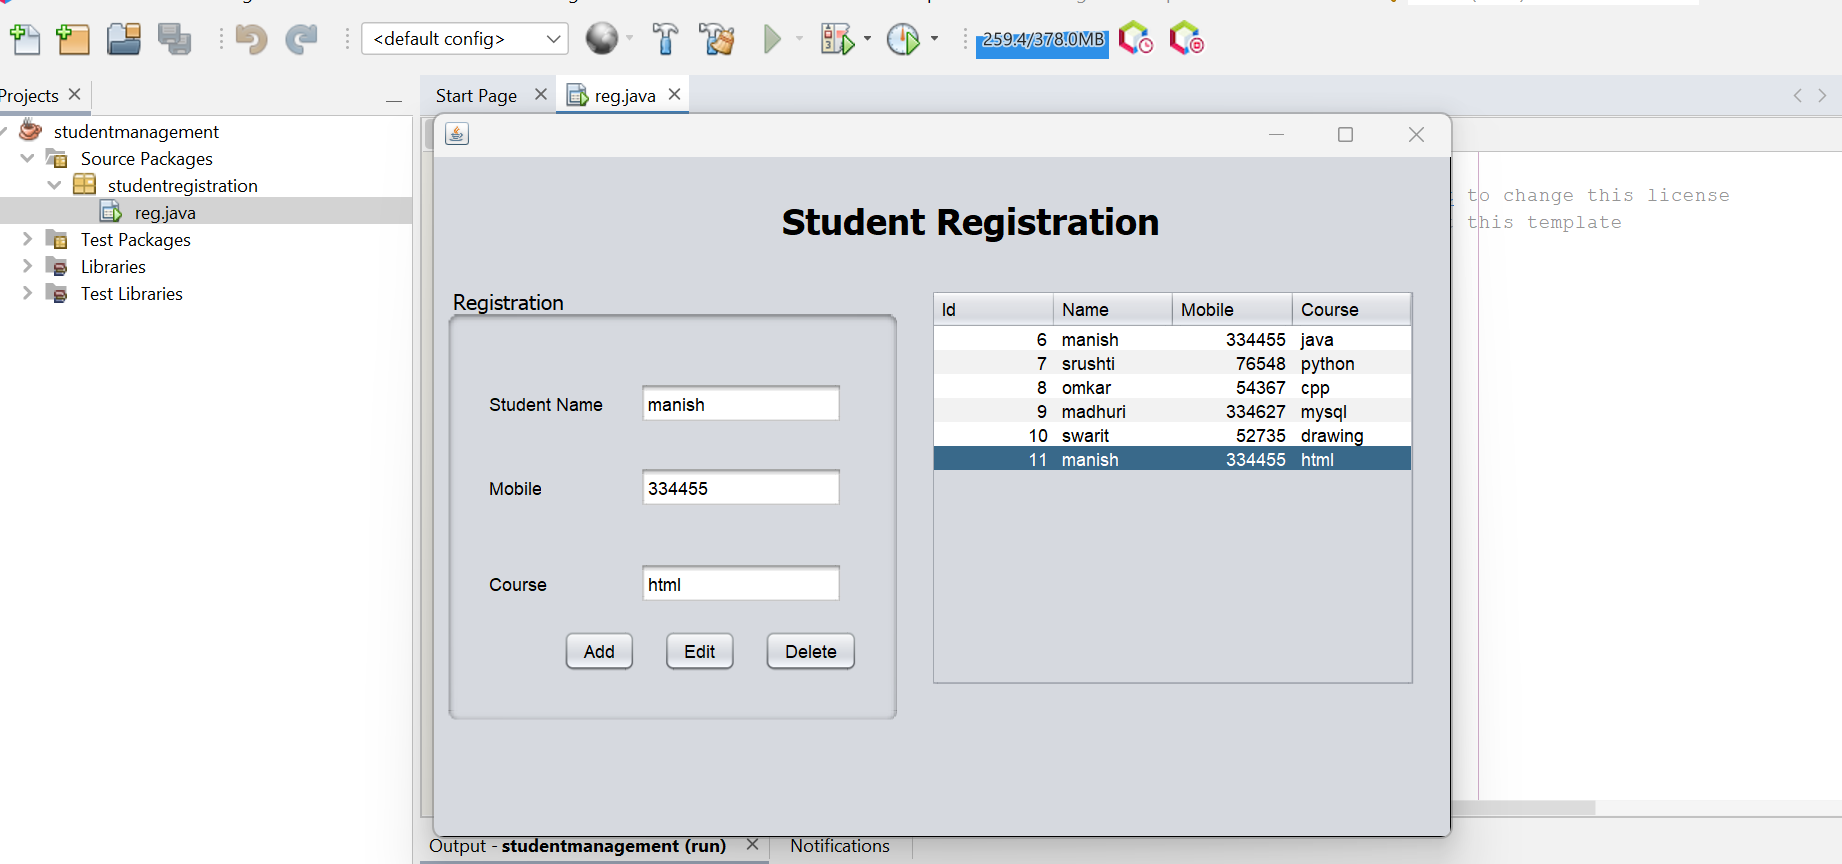 <default config>
259.4/378.0MB
Projects
Start Page
reg.java
studentmanagement
Source Packages
studentregistration
reg.java
Test Packages
Libraries
Test Libraries
to change this license
this template
Student Registration
Registration
Student Name manish
Mobile 334455
Course html
Add Edit Delete
Id Name Mobile Course
6 manish 334455 java
7 srushti 76548 python
8 omkar 54367 cpp
9 madhuri 334627 mysql
10 swarit 52735 drawing
11 manish 334455 html
Output - studentmanagement (run)
Notifications